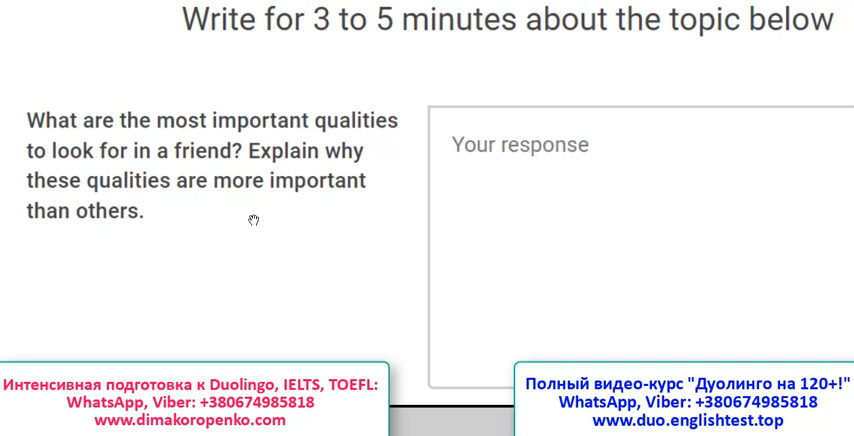 Write for 3 to 5 minutes about the topic below
What are the most important qualities
to look for in a friend? Explain why
these qualities are more important
than others.
Your response
Интенсивная подготовка к Duolingo, IELTS, TOEFL:
WhatsApp, Viber: +380674985818
www.dimakoropenko.com
Полный видео-курс "Дуолинго на 120+!"
WhatsApp, Viber: +380674985818
www.duo.englishtest.top